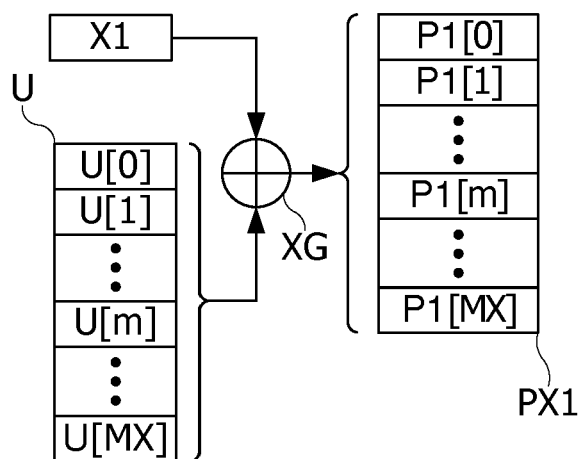 X1
U
U[0]
U[1]
U[m]
U[MX]
XG
P1[0]
P1[1]
P1[m]
P1[MX]
PX1